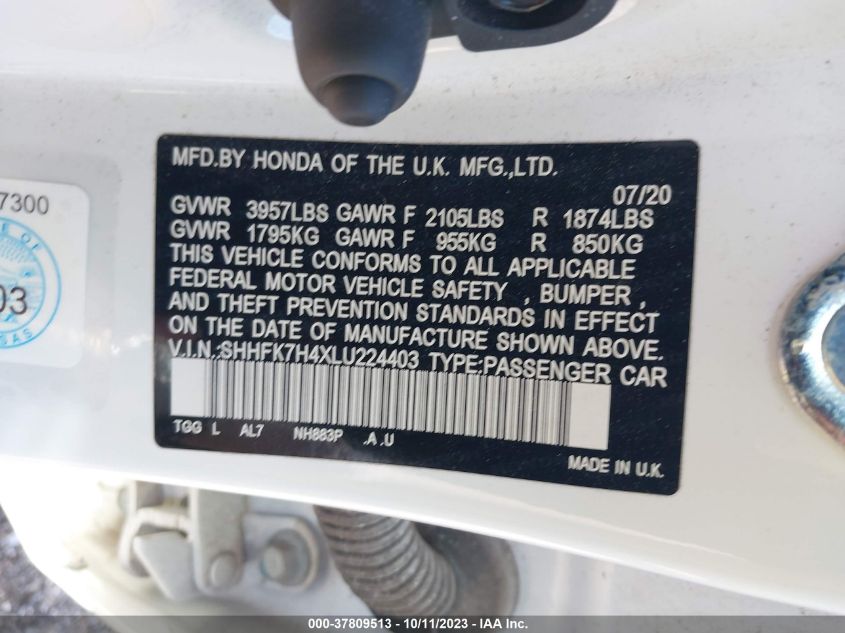 MFD.BY HONDA OF THE U.K. MFG.,LTD.
07/20
GVWR 3957LBS GAWR F 2105LBS R 1874LBS
GVWR 1795KG GAWR F 955KG R 850KG
THIS VEHICLE CONFORMS TO ALL APPLICABLE
FEDERAL MOTOR VEHICLE SAFETY , BUMPER ,
AND THEFT PREVENTION STANDARDS IN EFFECT
ON THE DATE OF MANUFACTURE SHOWN ABOVE.
V.I.N.:SHHFK7H4XLU224403 TYPE:PASSENGER CAR
TGG L AL7 NH883P .A .U
MADE IN U.K.
7300
E OF
03
SAS
000-37809513 - 10/11/2023 - IAA Inc.